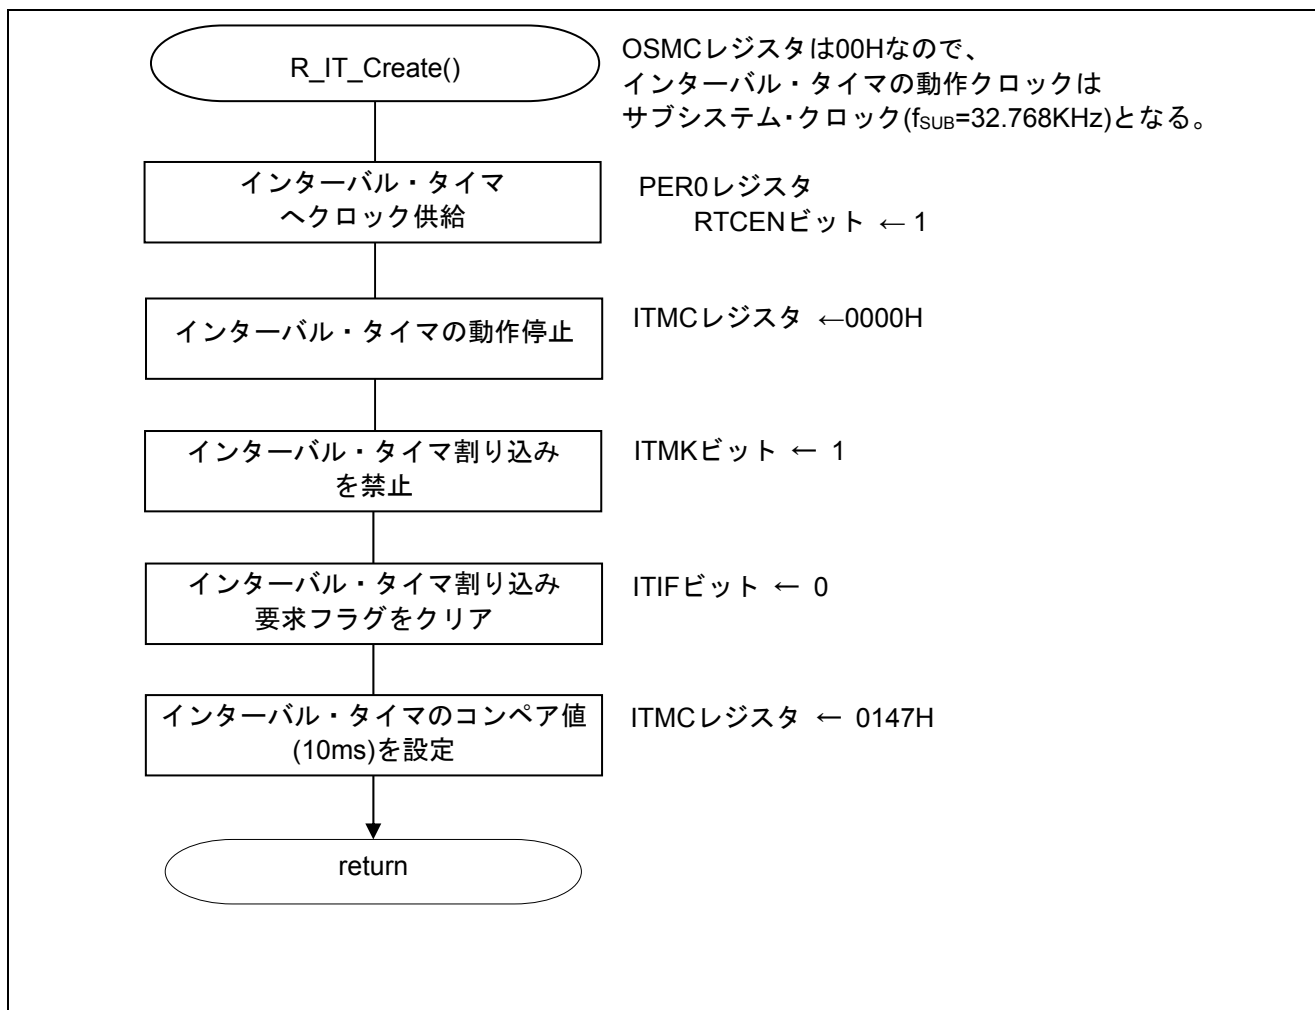 R_IT_Create()
OSMCレジスタは00Hなので、
インターバル・タイマの動作クロックは
サブシステム・クロック(fSUB=32.768KHz)となる。
インターバル・タイマ
へクロック供給
PER0レジスタ
RTCENビット ← 1
インターバル・タイマの動作停止
ITMCレジスタ ←0000H
インターバル・タイマ割り込み
を禁止
ITMKビット ← 1
インターバル・タイマ割り込み
要求フラグをクリア
ITIFビット ← 0
インターバル・タイマのコンペア値
(10ms)を設定
ITMCレジスタ ← 0147H
return